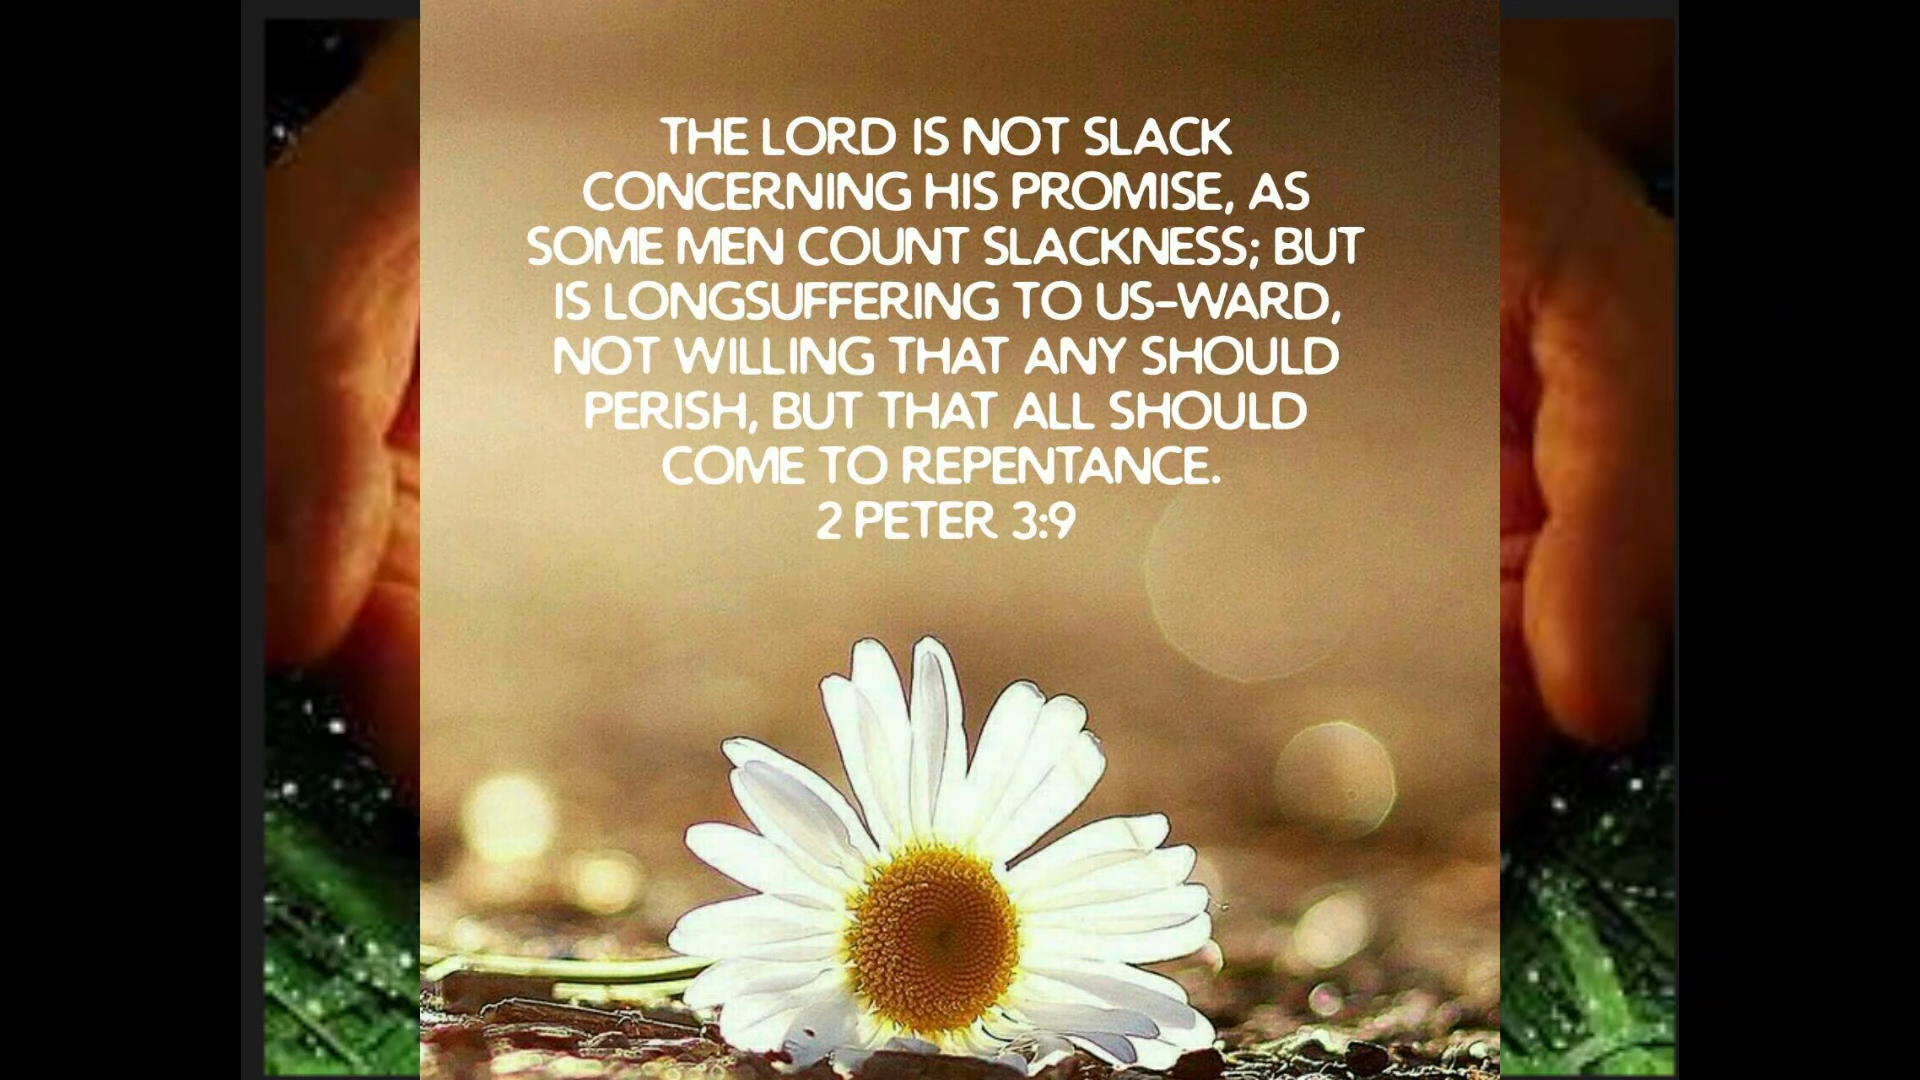 THE LORD IS NOT SLACK
CONCERNING HIS PROMISE, AS
SOME MEN COUNT SLACKNESS; BUT
IS LONGSUFFERING TO US-WARD,
NOT WILLING THAT ANY SHOULD
PERISH, BUT THAT ALL SHOULD
COME TO REPENTANCE.
2 PETER 3:9